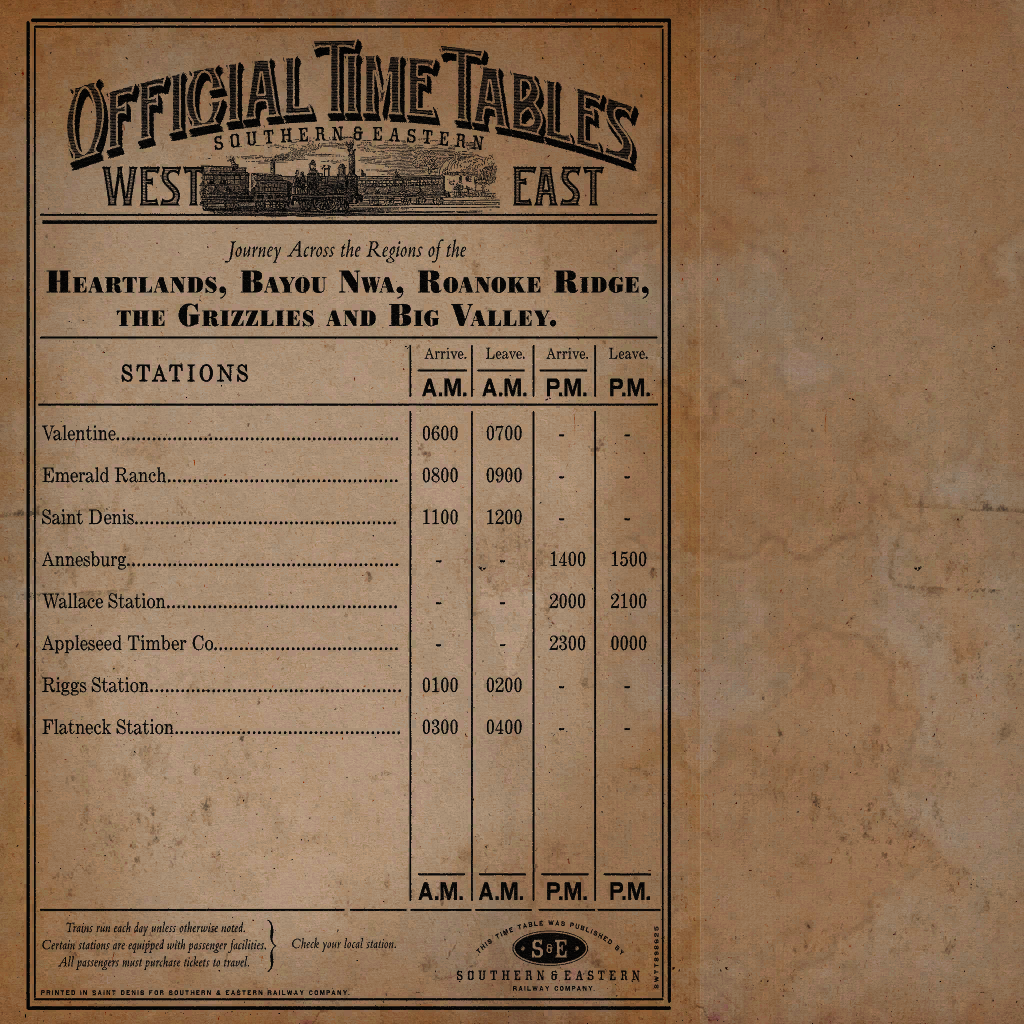 OFFICIAL TIME TABLES
SOUTHERN & EASTERN
WEST EAST
Journey Across the Regions of the
HEARTLANDS, BAYOU NWA, ROANOKE RIDGE,
THE GRIZZLIES AND BIG VALLEY.
STATIONS Arrive. A.M. Leave. A.M. Arrive. P.M. Leave. P.M.
Valentine 0600 0700 - -
Emerald Ranch 0800 0900 - -
Saint Denis 1100 1200 - -
Annesburg - - 1400 1500
Wallace Station - - 2000 2100
Appleseed Timber Co. - - 2300 0000
Riggs Station 0100 0200 - -
Flatneck Station 0300 0400 - -
A.M. A.M. P.M. P.M.
Trains run each day unless otherwise noted.
Certain stations are equipped with passenger facilities.
All passengers must purchase tickets to travel.
Check your local station.
THIS TIME TABLE WAS PUBLISHED BY
S&E
SOUTHERN & EASTERN
RAILWAY COMPANY.
PRINTED IN SAINT DENIS FOR SOUTHERN & EASTERN RAILWAY COMPANY.